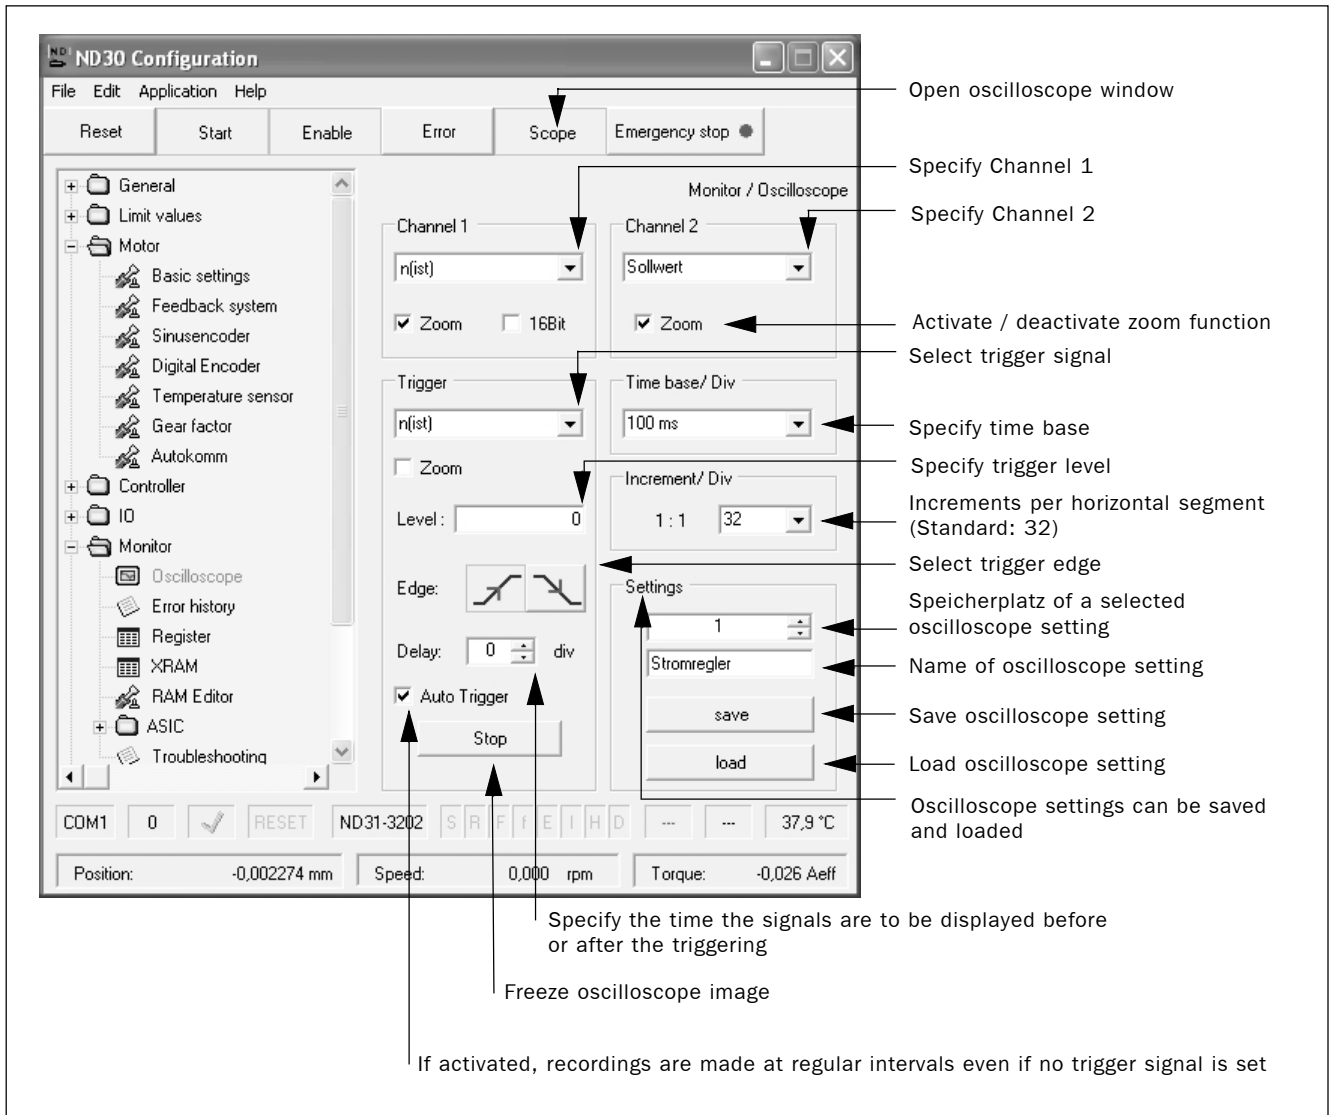 ND30 Configuration
File Edit Application Help
Reset Start Enable Error Scope Emergency stop
Open oscilloscope window
Monitor / Oscilloscope
General
Limit values
Motor
Basic settings
Feedback system
Sinusencoder
Digital Encoder
Temperature sensor
Gear factor
Autokomm
Controller
IO
Monitor
Oscilloscope
Error history
Register
XRAM
RAM Editor
ASIC
Troubleshooting
Channel 1
n(ist)
Zoom 16Bit
Channel 2
Sollwert
Zoom
Trigger
n(ist)
Zoom
Level: 0
Edge:
Delay: 0 div
Auto Trigger
Stop
Time base/ Div
100 ms
Increment/ Div
1 : 1 32
Settings
1
Stromregler
save
load
Specify Channel 1
Specify Channel 2
Activate / deactivate zoom function
Select trigger signal
Specify time base
Specify trigger level
Increments per horizontal segment
(Standard: 32)
Select trigger edge
Speicherplatz of a selected
oscilloscope setting
Name of oscilloscope setting
Save oscilloscope setting
Load oscilloscope setting
Oscilloscope settings can be saved
and loaded
COM1 0 RESET ND31-3202 S R F f E I H D --- --- 37,9 °C
Position: -0,002274 mm Speed: 0,000 rpm Torque: -0,026 Aeff
Specify the time the signals are to be displayed before
or after the triggering
Freeze oscilloscope image
If activated, recordings are made at regular intervals even if no trigger signal is set